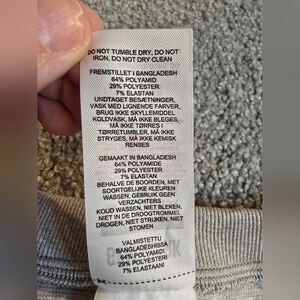 DO NOT TUMBLE DRY, DO NOT
IRON, DO NOT DRY CLEAN
FREMSTILLET I BANGLADESH
64% POLYAMID
29% POLYESTER
7% ELASTAN
UNDTAGET BESÆTNINGER,
VASK MED LIGNENDE FARVER,
BRUG IKKE SKYLLEMIDDEL
KOLDVASK, MÅ IKKE BLEGES,
MÅ IKKE TØRRES I
TØRRETUMBLER, MÅ IKKE
STRYGES, MÅ IKKE KEMISK
RENSES
GEMAAKT IN BANGLADESH
64% POLYAMIDE
29% POLYESTER
7% ELASTAAN
BEHALVE DE BOORDEN, MET
SOORTGELIJKE KLEUREN
WASSEN, GEBRUIK GEEN
VERZACHTERS
KOUD WASSEN, NIET BLEKEN,
NIET IN DE DROOGTROMMEL
DROGEN, NIET STRIJKEN, NIET
STOMEN
VALMISTETTU
BANGLADESHISSA
64% POLYAMIDI
29% POLYESTERI
7% ELASTAANI